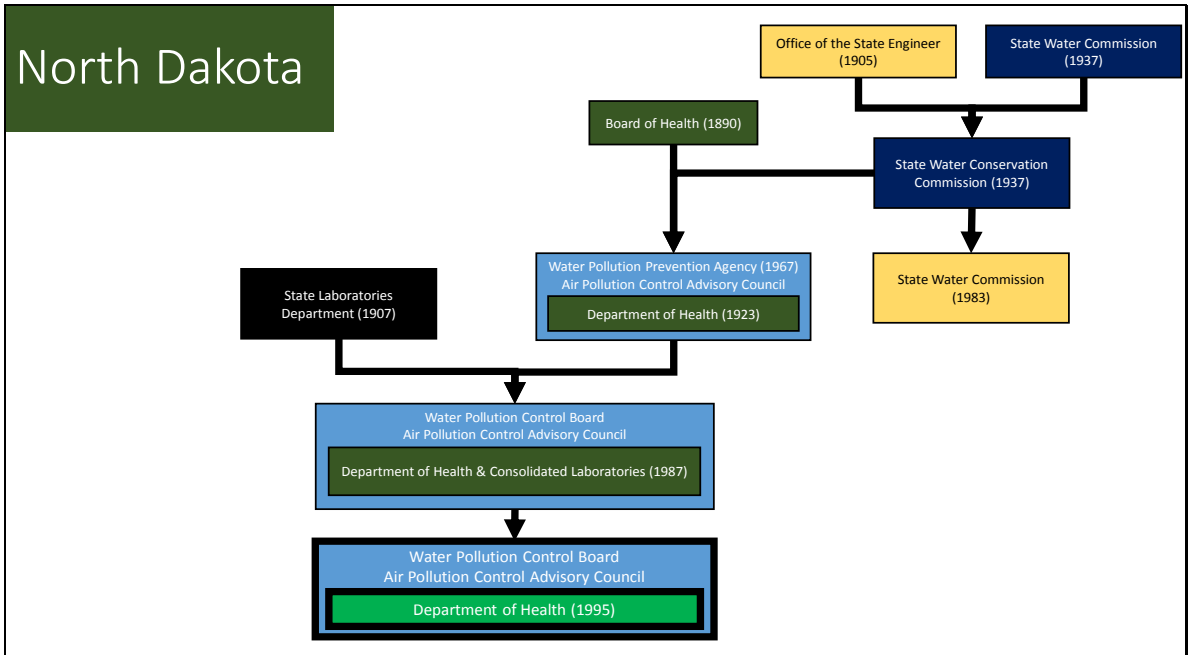 North Dakota
Office of the State Engineer
(1905)
State Water Commission
(1937)
Board of Health (1890)
State Water Conservation
Commission (1937)
Water Pollution Prevention Agency (1967)
Air Pollution Control Advisory Council
Department of Health (1923)
State Water Commission
(1983)
State Laboratories
Department (1907)
Water Pollution Control Board
Air Pollution Control Advisory Council
Department of Health & Consolidated Laboratories (1987)
Water Pollution Control Board
Air Pollution Control Advisory Council
Department of Health (1995)